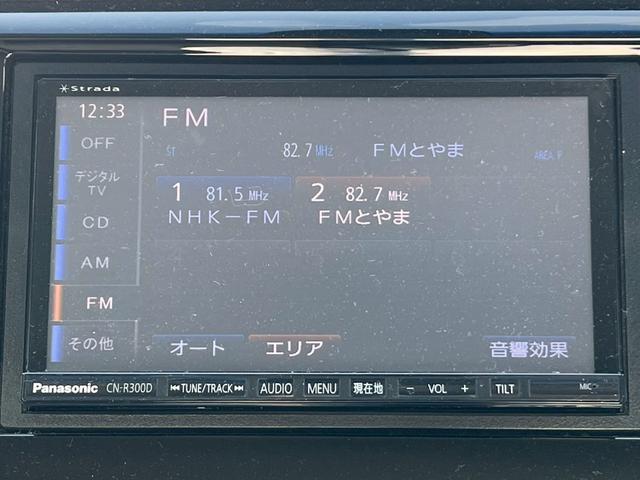 Strada
12:33
FM
OFF
ST 82.7 MHz FMとやま AREA P
デジタル
TV
1 81.5 MHz
NHK-FM
2 82.7 MHz
FMとやま
CD
AM
FM
その他
オート
エリア
音響効果
Panasonic CN-R300D TUNE/TRACK AUDIO MENU 現在地 − VOL + TILT MIC